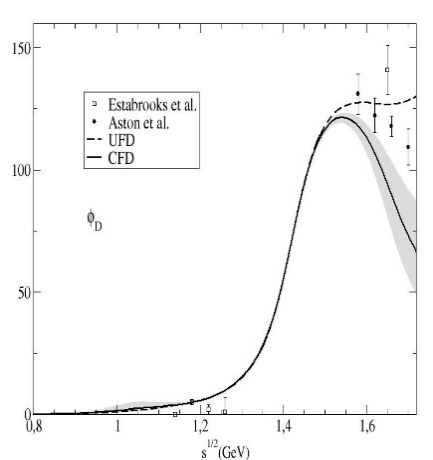 150
100
50
0
Estabrooks et al.
Aston et al.
UFD
CFD
ϕD
0,8 1 1,2 1,4 1,6
s1/2(GeV)